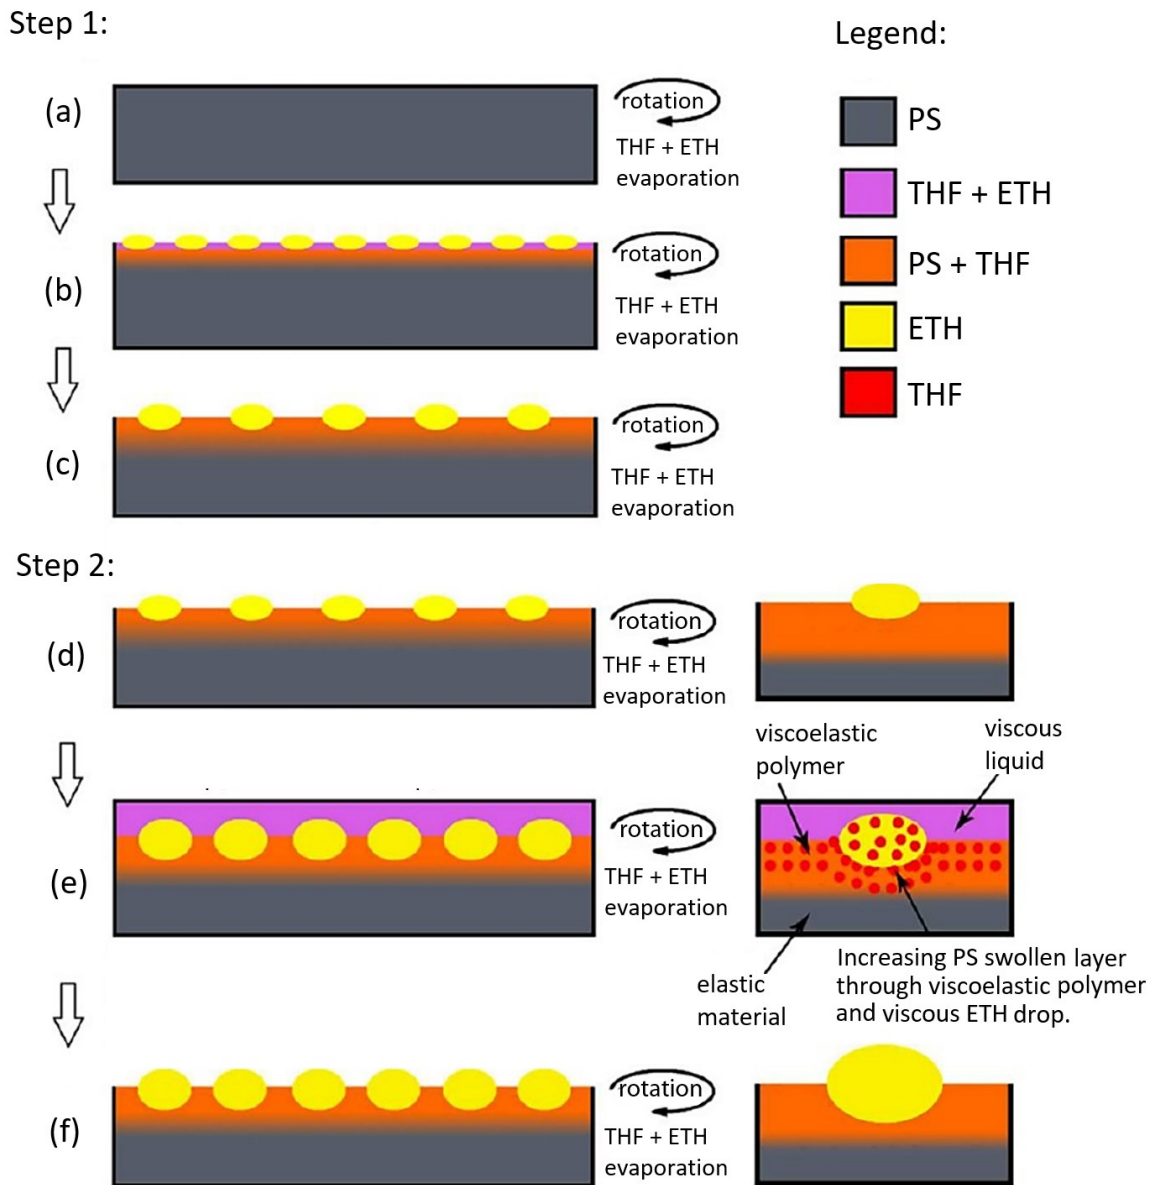 Step 1:
Legend:
(a)
rotation
THF + ETH
evaporation
PS
THF + ETH
PS + THF
ETH
THF
(b)
rotation
THF + ETH
evaporation
(c)
rotation
THF + ETH
evaporation
Step 2:
(d)
rotation
THF + ETH
evaporation
viscoelastic
polymer
viscous
liquid
(e)
rotation
THF + ETH
evaporation
elastic
material
Increasing PS swollen layer
through viscoelastic polymer
and viscous ETH drop.
(f)
rotation
THF + ETH
evaporation